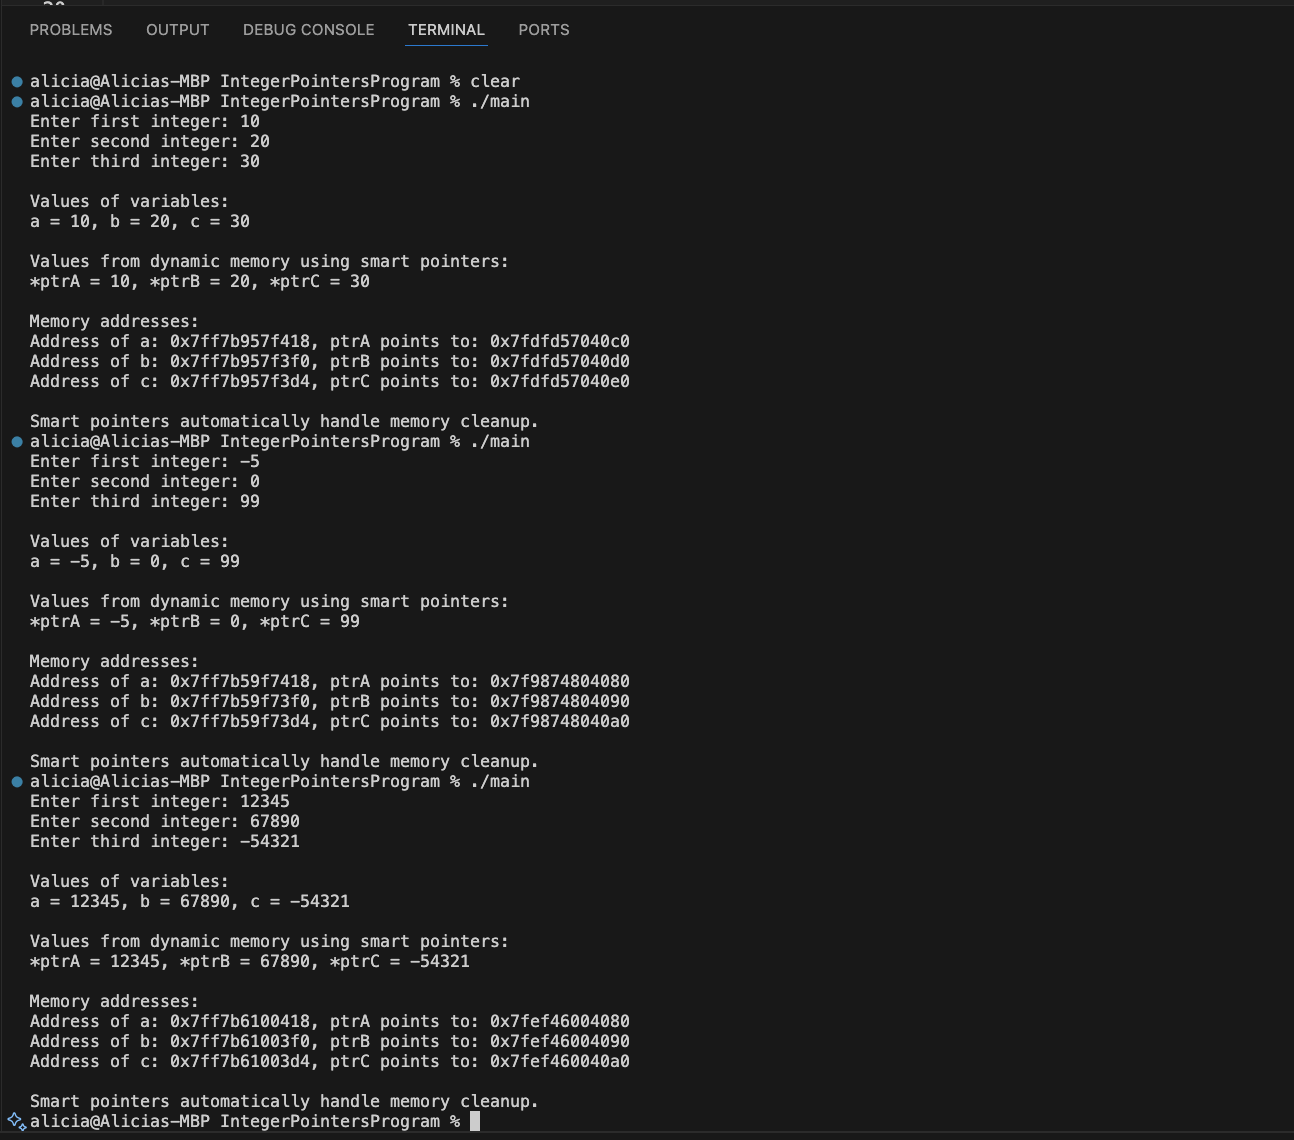 PROBLEMS OUTPUT DEBUG CONSOLE TERMINAL PORTS
alicia@Alicias-MBP IntegerPointersProgram % clear
alicia@Alicias-MBP IntegerPointersProgram % ./main
Enter first integer: 10
Enter second integer: 20
Enter third integer: 30
Values of variables:
a = 10, b = 20, c = 30
Values from dynamic memory using smart pointers:
*ptrA = 10, *ptrB = 20, *ptrC = 30
Memory addresses:
Address of a: 0x7ff7b957f418, ptrA points to: 0x7fdfd57040c0
Address of b: 0x7ff7b957f3f0, ptrB points to: 0x7fdfd57040d0
Address of c: 0x7ff7b957f3d4, ptrC points to: 0x7fdfd57040e0
Smart pointers automatically handle memory cleanup.
alicia@Alicias-MBP IntegerPointersProgram % ./main
Enter first integer: -5
Enter second integer: 0
Enter third integer: 99
Values of variables:
a = -5, b = 0, c = 99
Values from dynamic memory using smart pointers:
*ptrA = -5, *ptrB = 0, *ptrC = 99
Memory addresses:
Address of a: 0x7ff7b59f7418, ptrA points to: 0x7f9874804080
Address of b: 0x7ff7b59f73f0, ptrB points to: 0x7f9874804090
Address of c: 0x7ff7b59f73d4, ptrC points to: 0x7f98748040a0
Smart pointers automatically handle memory cleanup.
alicia@Alicias-MBP IntegerPointersProgram % ./main
Enter first integer: 12345
Enter second integer: 67890
Enter third integer: -54321
Values of variables:
a = 12345, b = 67890, c = -54321
Values from dynamic memory using smart pointers:
*ptrA = 12345, *ptrB = 67890, *ptrC = -54321
Memory addresses:
Address of a: 0x7ff7b6100418, ptrA points to: 0x7fef46004080
Address of b: 0x7ff7b61003f0, ptrB points to: 0x7fef46004090
Address of c: 0x7ff7b61003d4, ptrC points to: 0x7fef460040a0
Smart pointers automatically handle memory cleanup.
alicia@Alicias-MBP IntegerPointersProgram %